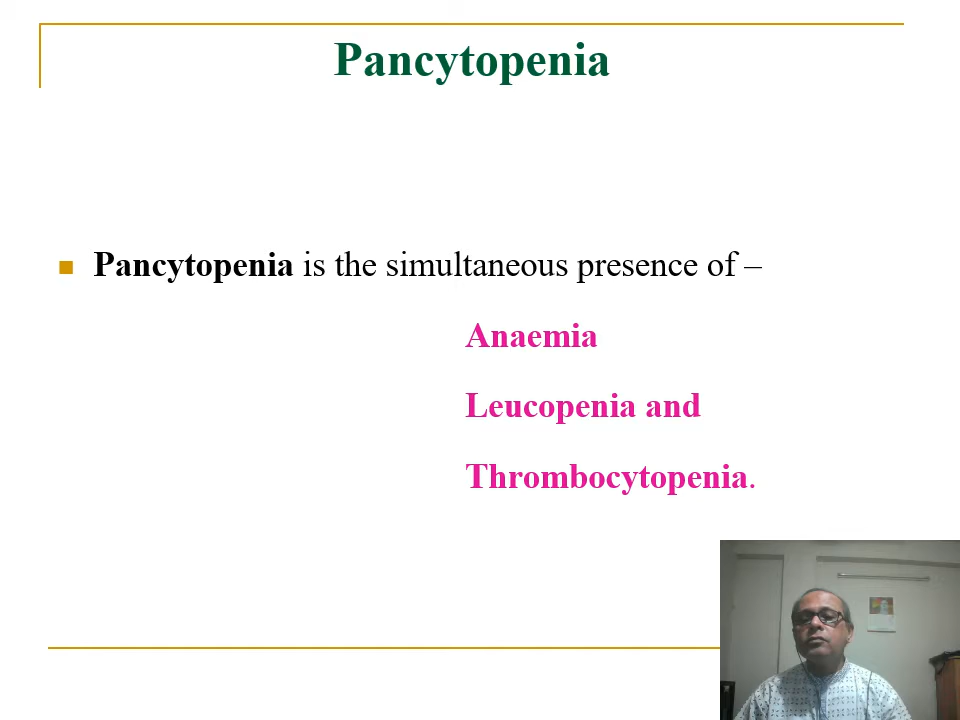 Pancytopenia
Pancytopenia is the simultaneous presence of –
Anaemia
Leucopenia and
Thrombocytopenia.